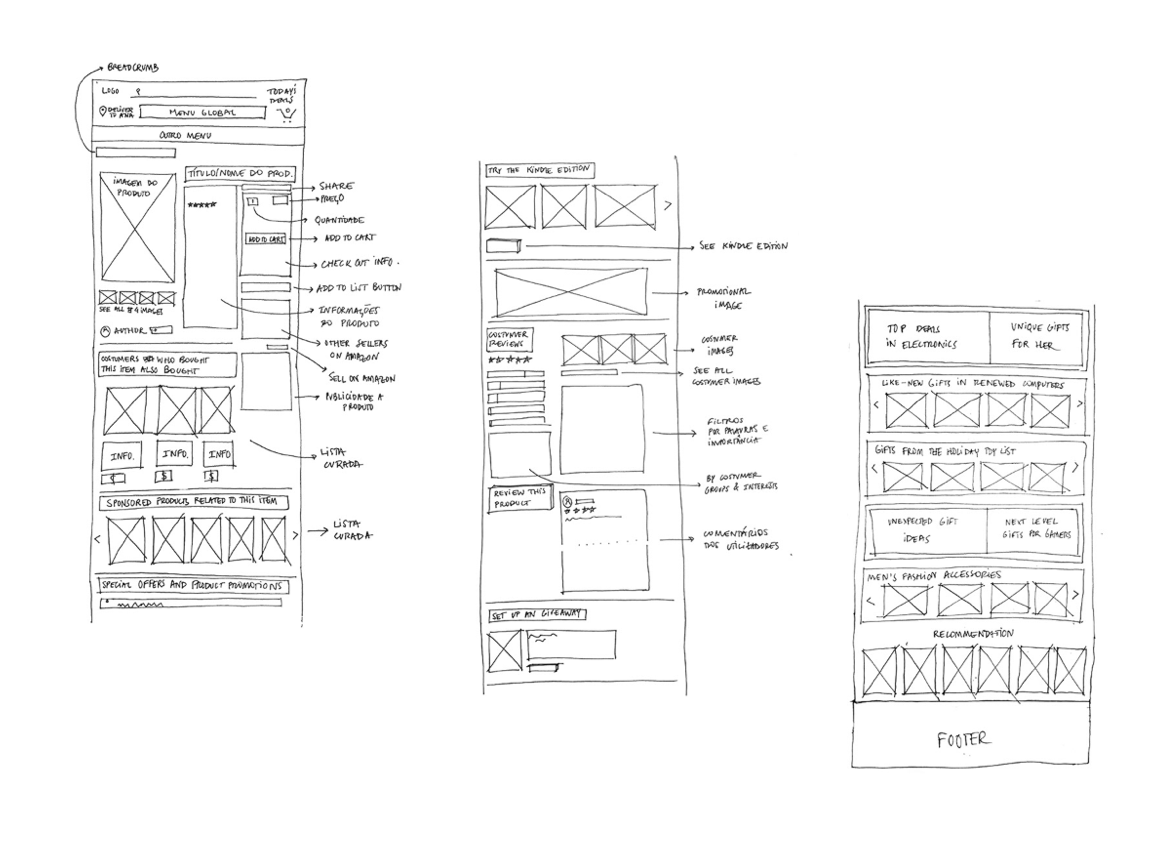 BREADCRUMB
LOGO
TODAY'S
DEALS
DELIVER
TO ANA
MENU GLOBAL
OUTRO MENU
TÍTULO/NOME DO PROD.
IMAGEM DO
PRODUTO
SHARE
PREÇO
QUANTIDADE
ADD TO CART
ADD TO CART
CHECK OUT INFO.
ADD TO LIST BUTTON
SEE ALL 4 IMAGES
INFORMAÇÕES
DO PRODUTO
AUTHOR
OTHER SELLERS
ON AMAZON
COSTUMERS WHO BOUGHT
THIS ITEM ALSO BOUGHT
SELL ON AMAZON
PUBLICIDADE A
PRODUTO
INFO.
INFO.
INFO
$
$
LISTA
CURADA
SPONSORED PRODUCTS RELATED TO THIS ITEM
LISTA
CURADA
SPECIAL OFFERS AND PRODUCT PROMOTIONS
TRY THE KINDLE EDITION
SEE KINDLE EDITION
PROMOTIONAL
IMAGE
COSTUMER
REVIEWS
COSTUMER
IMAGES
SEE ALL
COSTUMER IMAGES
FILTROS
POR PALAVRAS E
IMPORTÂNCIA
BY COSTUMER
GROUPS & INTERESTS
REVIEW THIS
PRODUCT
COMENTÁRIOS
DOS UTILIZADORES
SET UP AN GIVEAWAY
TOP DEALS
IN ELECTRONICS
UNIQUE GIFTS
FOR HER
LIKE-NEW GIFTS IN RENEWED COMPUTERS
GIFTS FROM THE HOLIDAY TOY LIST
UNEXPECTED GIFT
IDEAS
NEXT LEVEL
GIFTS FOR GAMERS
MEN'S FASHION ACCESSORIES
RECOMMENDATION
FOOTER